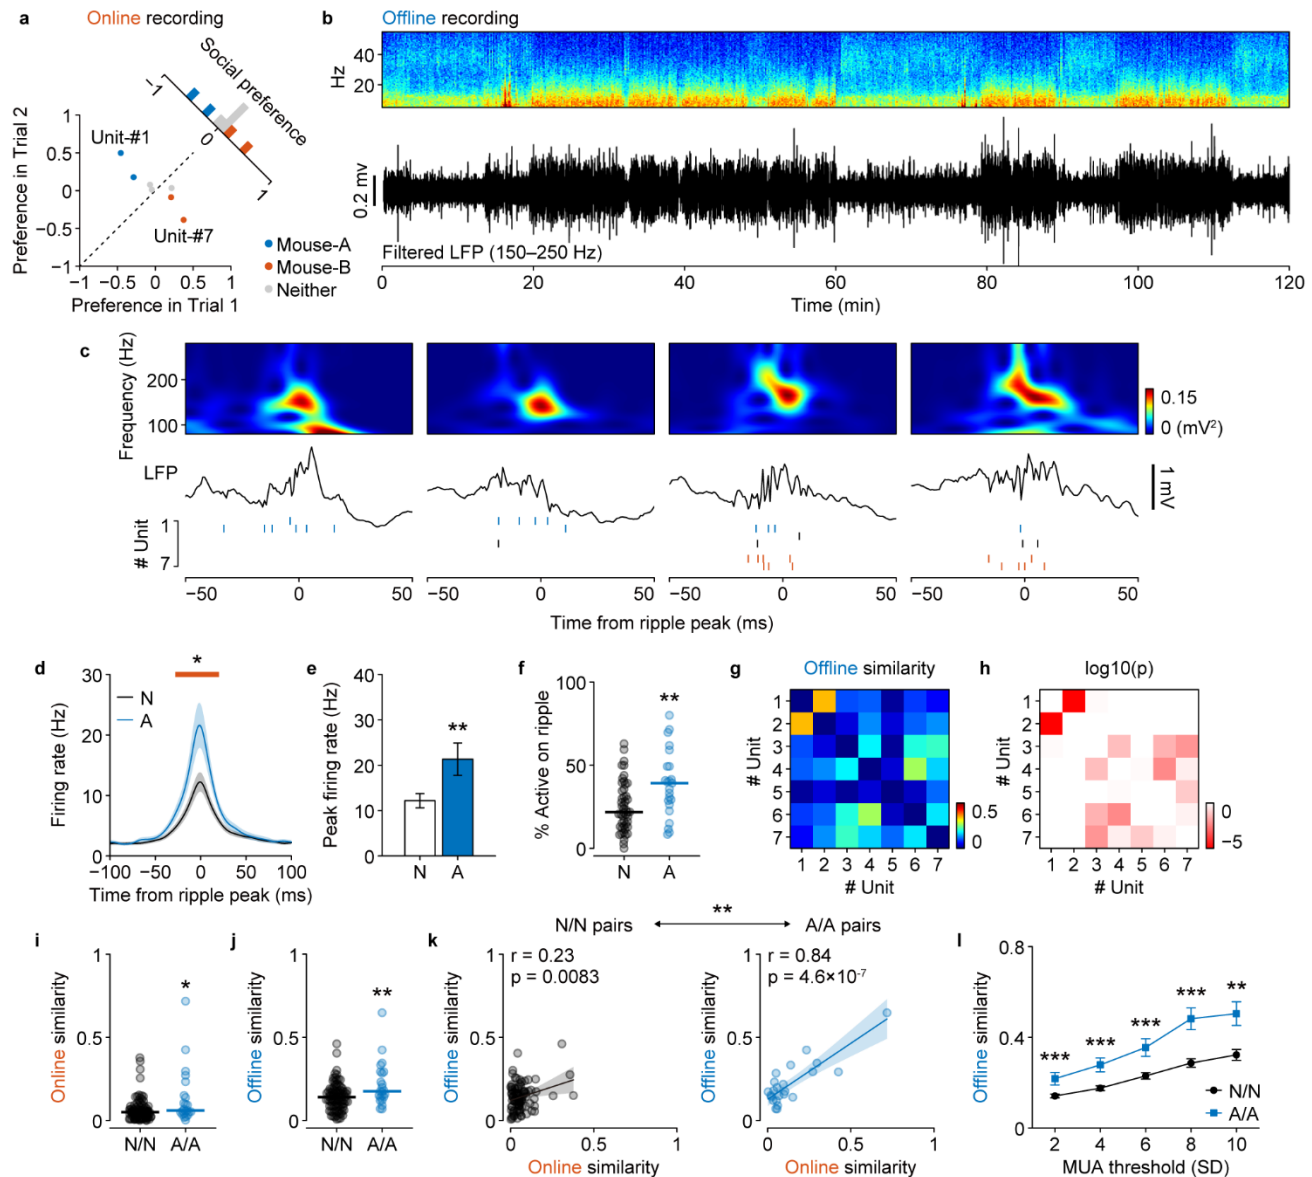 a Online recording
Social preference
−1
0
1
Preference in Trial 2
1
0.5
0
−0.5
−1
Unit-#1
Unit-#7
−1 −0.5 0 0.5 1
Preference in Trial 1
Mouse-A
Mouse-B
Neither
b Offline recording
Hz
40
20
0.2 mv
Filtered LFP (150–250 Hz)
0 20 40 60 80 100 120
Time (min)
c
Frequency (Hz)
200
100
0.15
0 (mV²)
LFP
1 mV
# Unit
1
7
−50 0 50 −50 0 50 −50 0 50 −50 0 50
Time from ripple peak (ms)
d
*
Firing rate (Hz)
30
20
10
0
N
A
−100 −50 0 50 100
Time from ripple peak (ms)
e
Peak firing rate (Hz)
40
30
20
10
0
**
N A
f
% Active on ripple
100
50
0
**
N A
g Offline similarity
# Unit
1
2
3
4
5
6
7
1 2 3 4 5 6 7
# Unit
0.5
0
h log10(p)
# Unit
1
2
3
4
5
6
7
1 2 3 4 5 6 7
# Unit
0
−5
i
Online similarity
1
0.5
0
*
N/N A/A
j
Offline similarity
1
0.5
0
**
N/N A/A
k
N/N pairs ** A/A pairs
Offline similarity
1
0.5
0
r = 0.23
p = 0.0083
0 0.5 1
Online similarity
Offline similarity
1
0.5
0
r = 0.84
p = 4.6×10⁻⁷
0 0.5 1
Online similarity
l
Offline similarity
0.8
0.4
0
*** *** *** *** **
N/N
A/A
2 4 6 8 10
MUA threshold (SD)